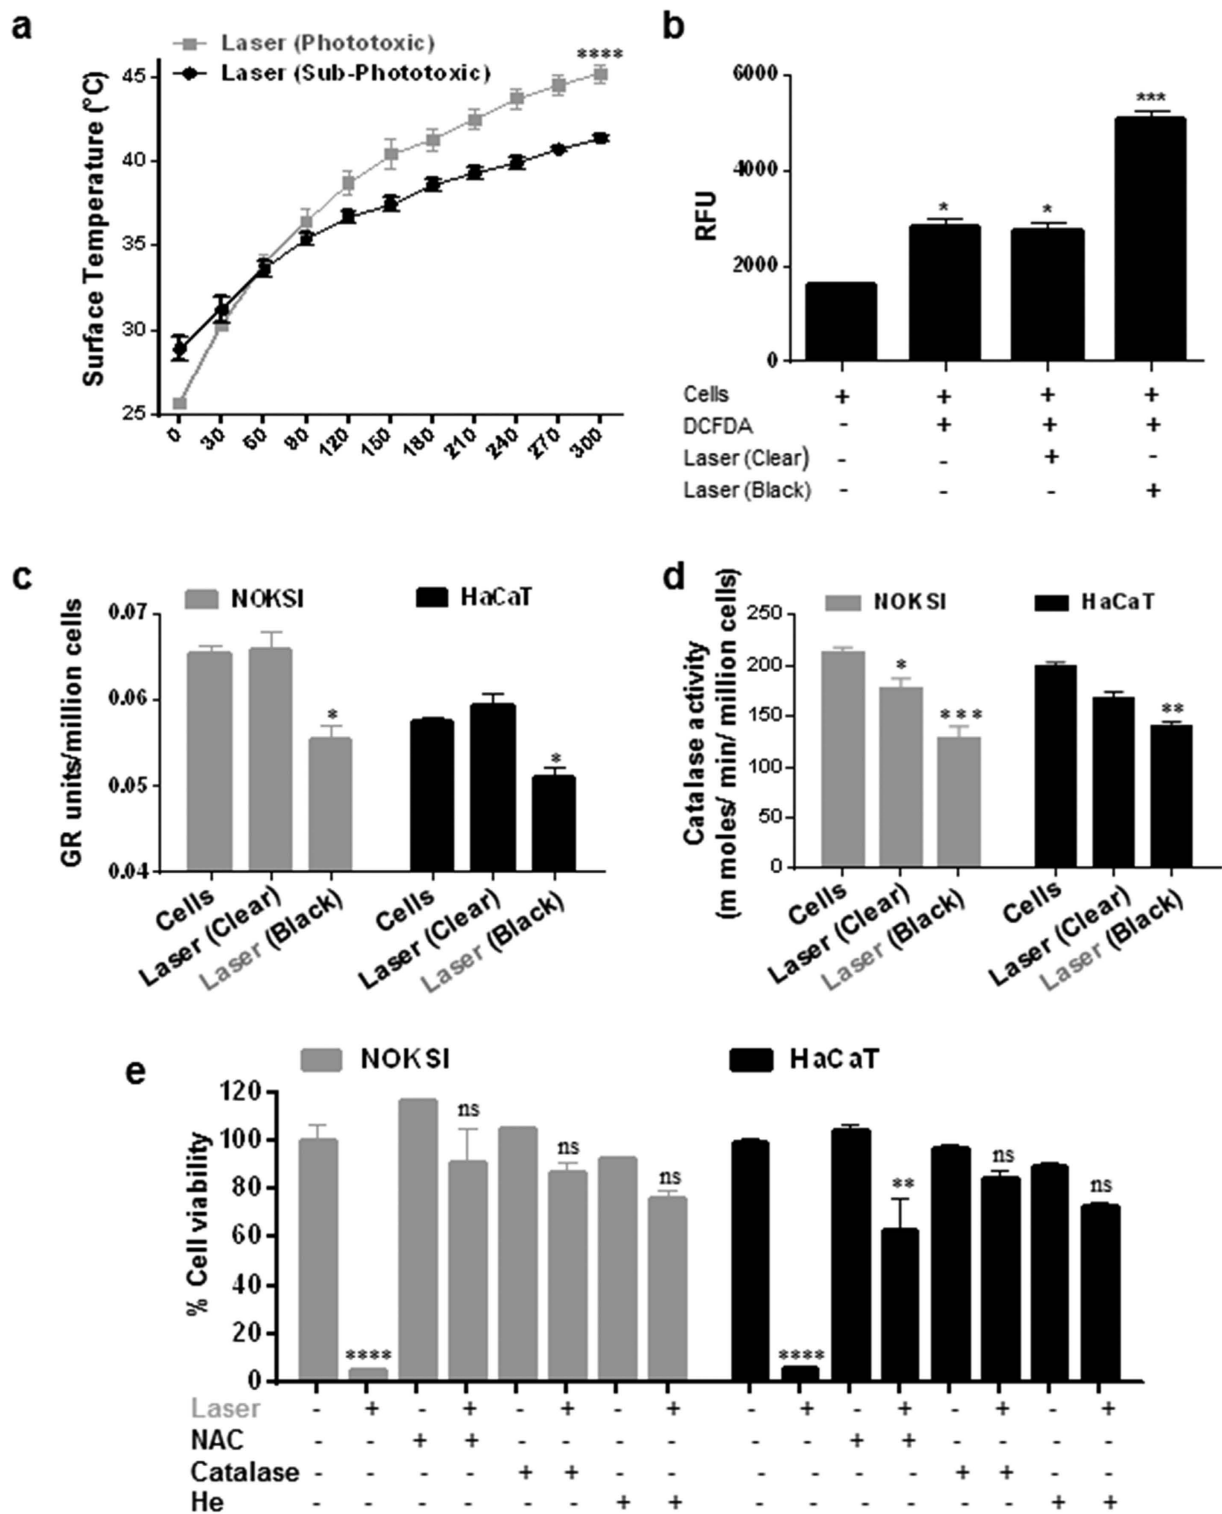 a
Laser (Phototoxic)
Laser (Sub-Phototoxic)
****
Surface Temperature (°C)
45
40
35
30
25
0 30 60 80 120 150 180 210 240 270 300
b
RFU
6000
4000
2000
0
* * ***
Cells + + + +
DCFDA - + + +
Laser (Clear) - - + -
Laser (Black) - - - +
c
NOKSI HaCaT
GR units/million cells
0.07
0.06
0.05
0.04
* *
Cells Laser (Clear) Laser (Black) Cells Laser (Clear) Laser (Black)
d
NOKSI HaCaT
Catalase activity
(m moles/ min/ million cells)
250
200
150
100
50
0
* *** **
Cells Laser (Clear) Laser (Black) Cells Laser (Clear) Laser (Black)
e
NOKSI HaCaT
% Cell viability
120
100
80
60
40
20
0
**** ns ns ns **** ** ns ns
Laser - + - + - + - + - + - + - + - +
NAC - - + + - - - - - - + + - - - -
Catalase - - - - + + - - - - - - + + - -
He - - - - - - + + - - - - - - + +